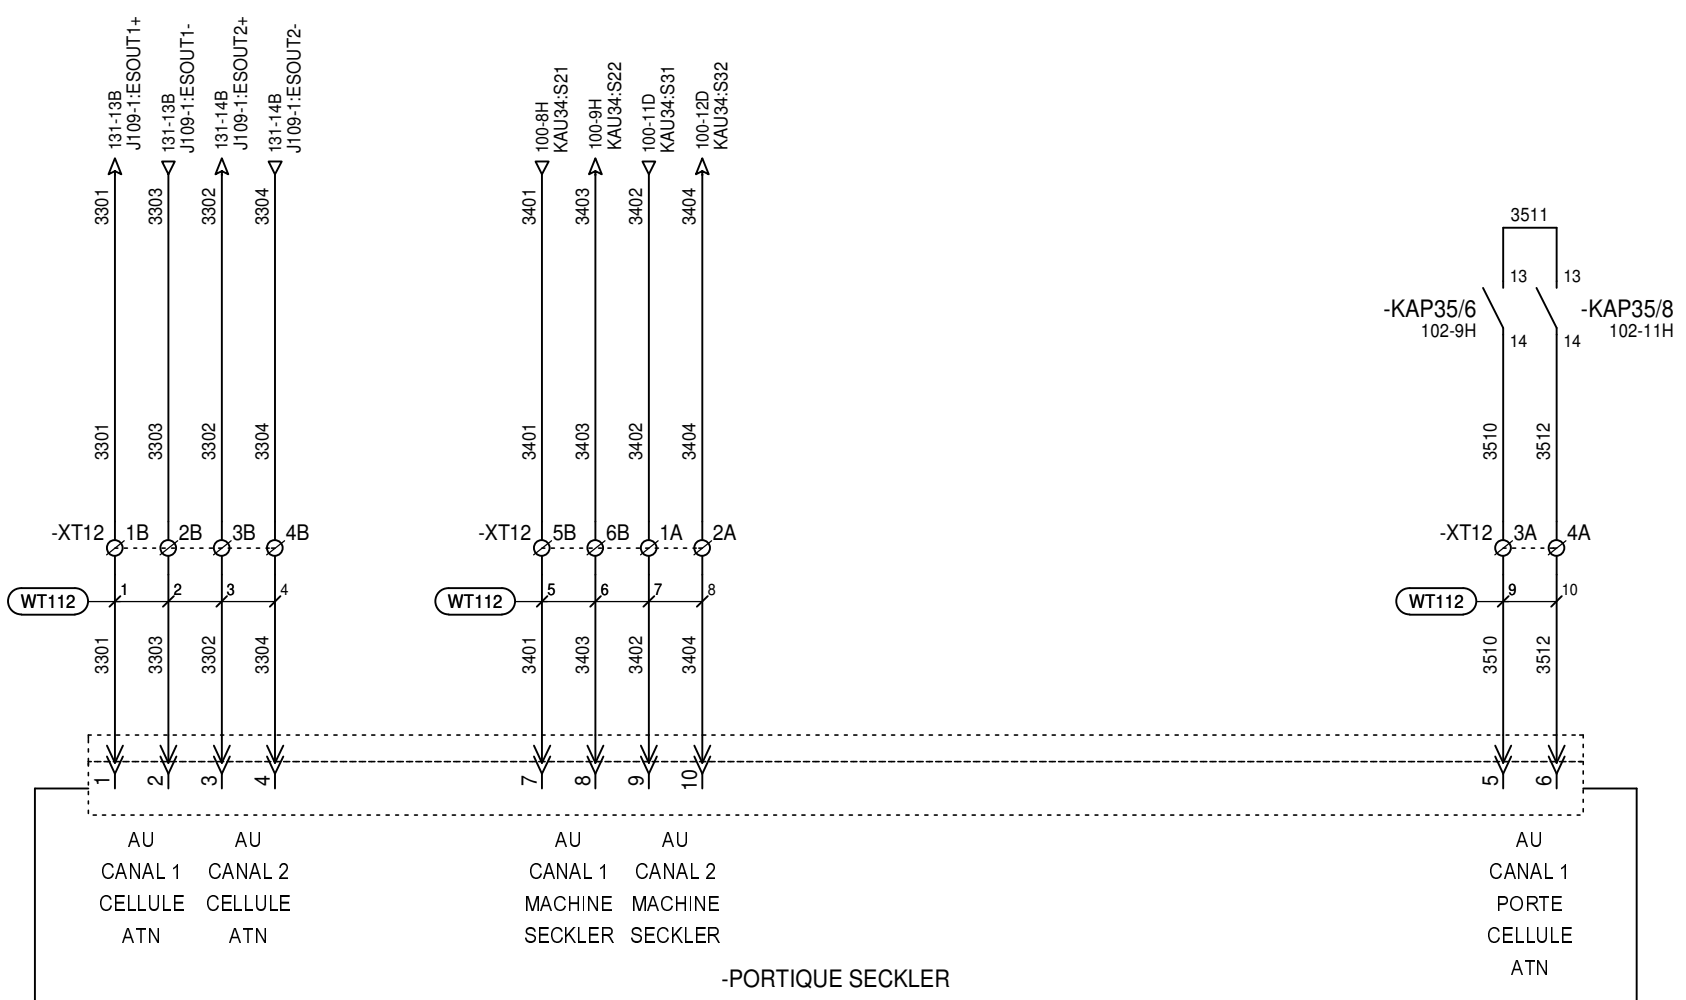 131-13B
J109-1:ESOUT1+
131-13B
J109-1:ESOUT1-
131-14B
J109-1:ESOUT2+
131-14B
J109-1:ESOUT2-
100-8H
KAU34:S21
100-9H
KAU34:S22
100-11D
KAU34:S31
100-12D
KAU34:S32
3301
3303
3302
3304
3401
3403
3402
3404
3511
13
13
-KAP35/6
102-9H
-KAP35/8
102-11H
14
14
3301
3303
3302
3304
3401
3403
3402
3404
3510
3512
-XT12 1B 2B 3B 4B
-XT12 5B 6B 1A 2A
-XT12 3A 4A
WT112 1 2 3 4
WT112 5 6 7 8
WT112 9 10
3301
3303
3302
3304
3401
3403
3402
3404
3510
3512
1
2
3
4
7
8
9
10
5
6
AU
CANAL 1
CELLULE
ATN
AU
CANAL 2
CELLULE
ATN
AU
CANAL 1
MACHINE
SECKLER
AU
CANAL 2
MACHINE
SECKLER
AU
CANAL 1
PORTE
CELLULE
ATN
-PORTIQUE SECKLER